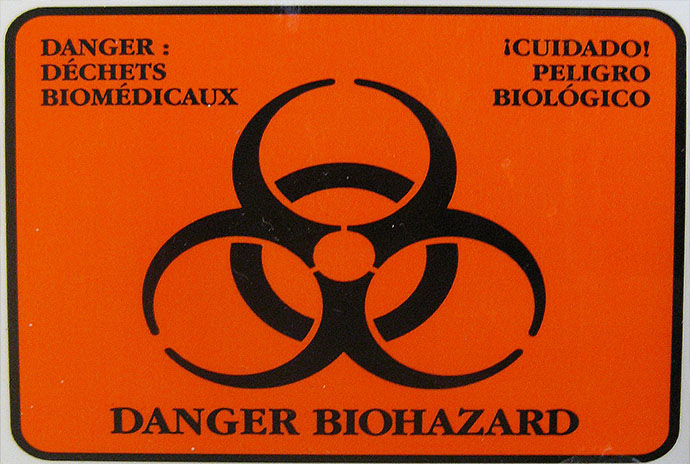 DANGER :
DÉCHETS
BIOMÉDICAUX
¡CUIDADO!
PELIGRO
BIOLÓGICO
DANGER BIOHAZARD